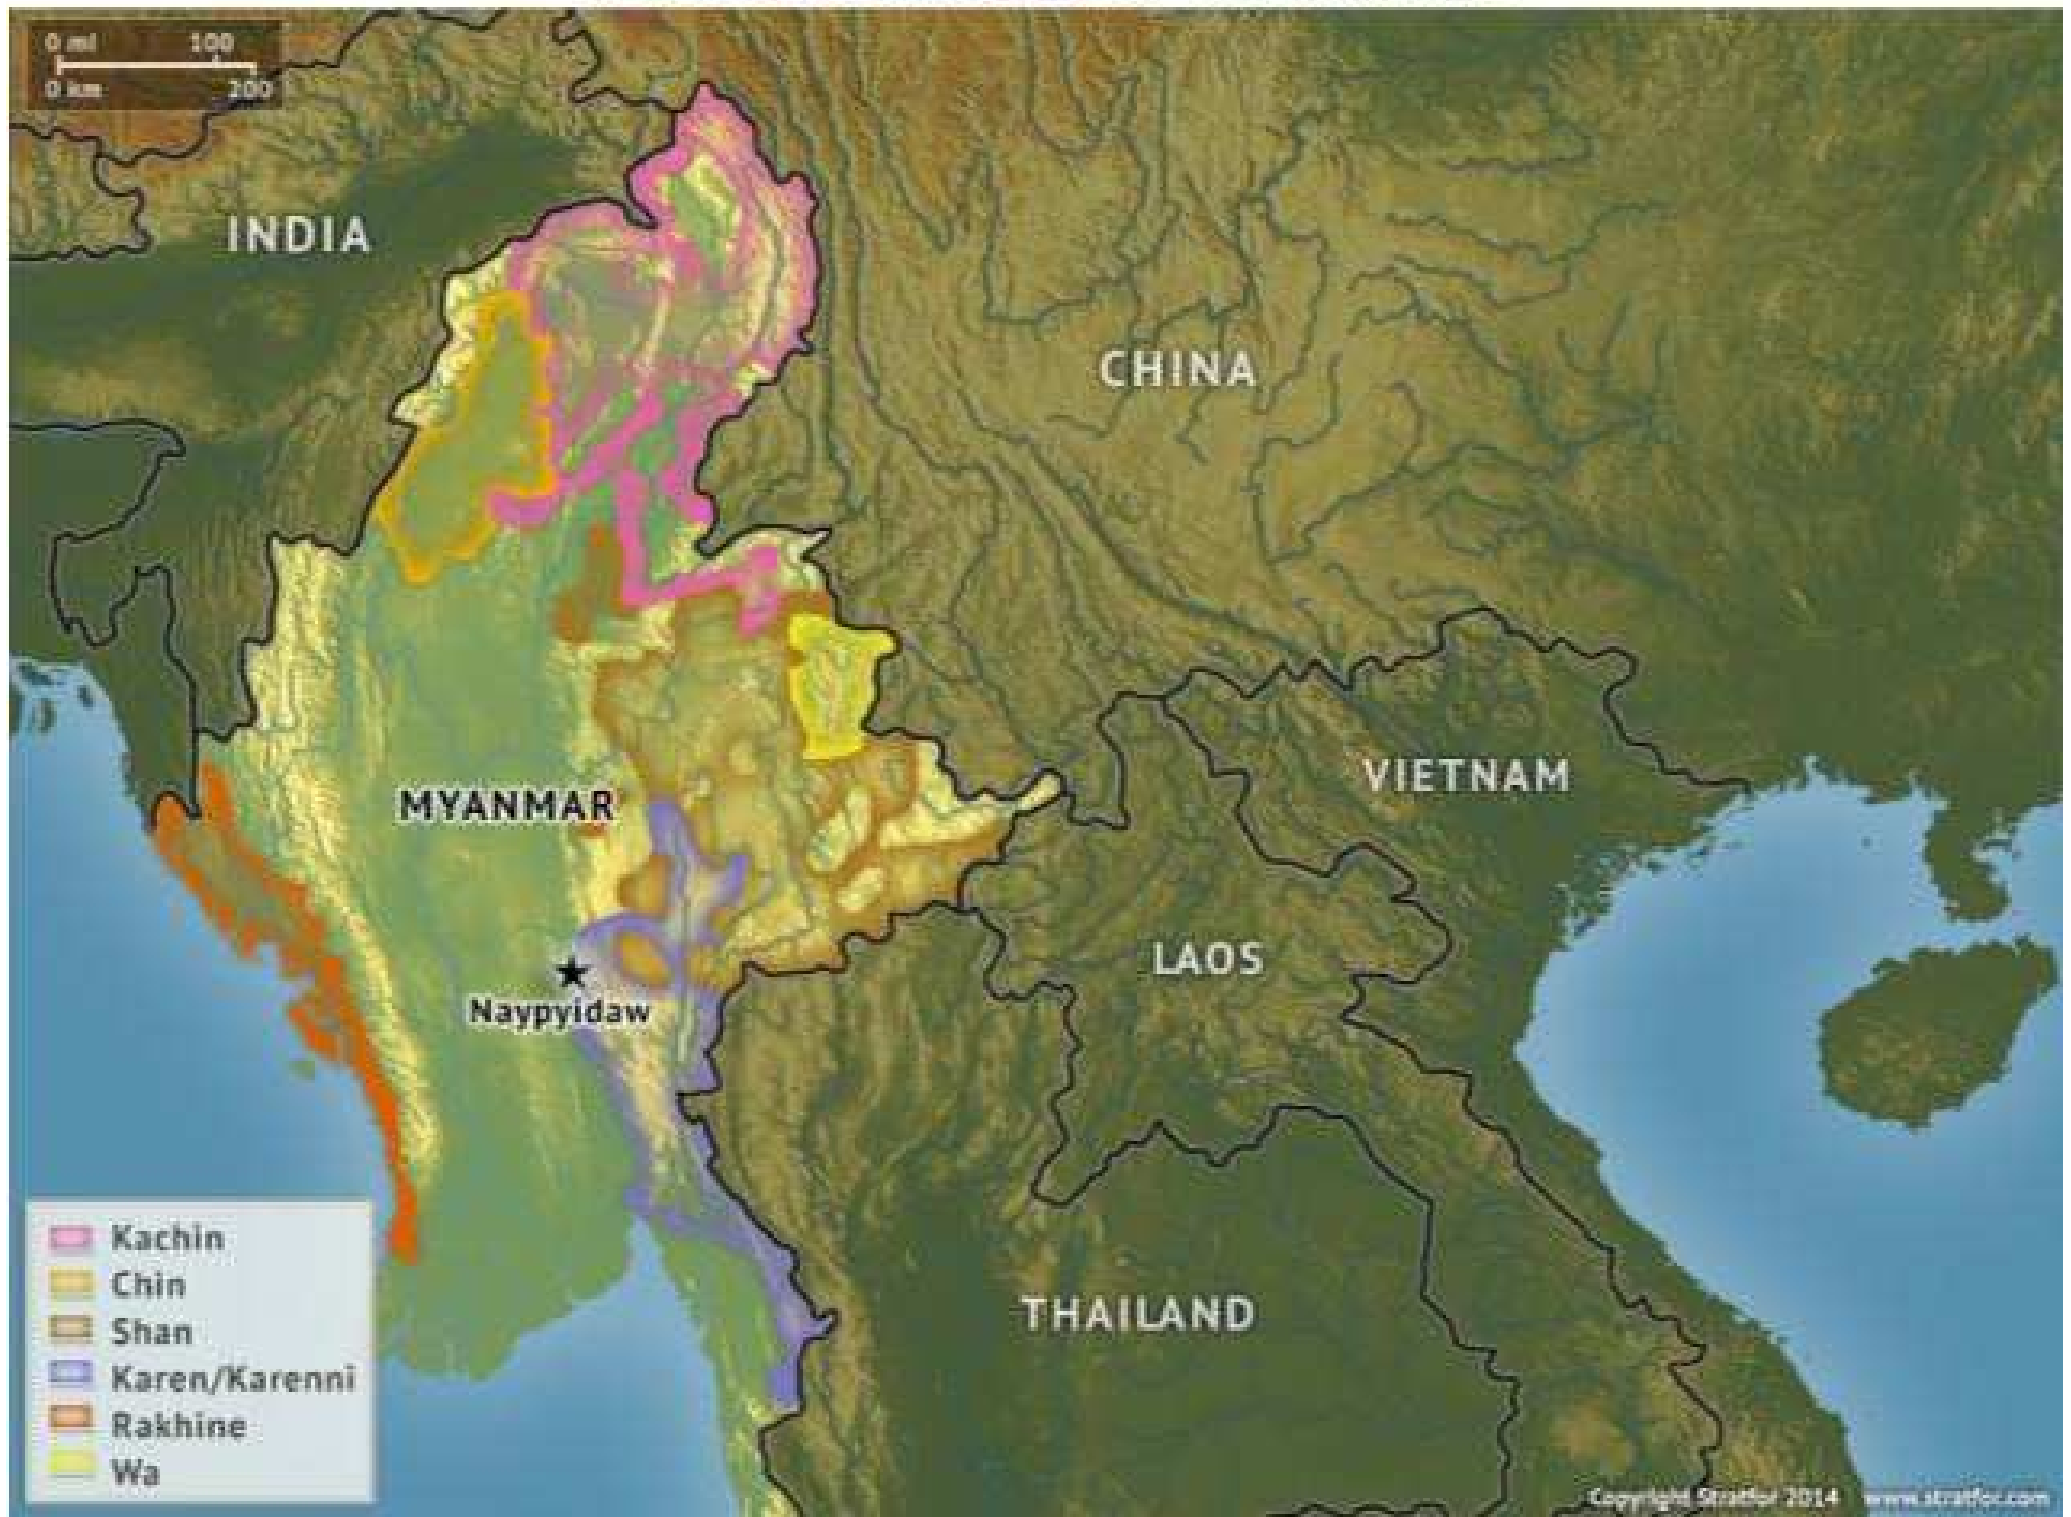 0 mi 100
0 km 200
INDIA
CHINA
MYANMAR
VIETNAM
LAOS
Naypyidaw
THAILAND
Kachin
Chin
Shan
Karen/Karenni
Rakhine
Wa
Copyright Stratfor 2014 www.stratfor.com